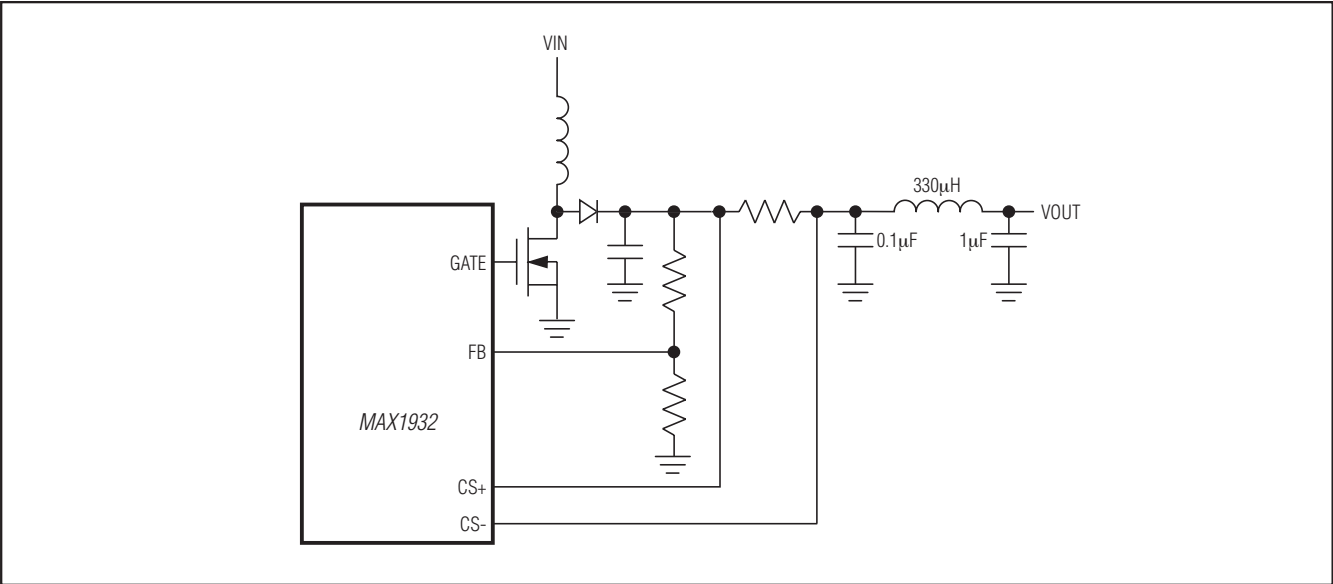 VIN
330μH
VOUT
0.1μF
1μF
GATE
FB
MAX1932
CS+
CS-